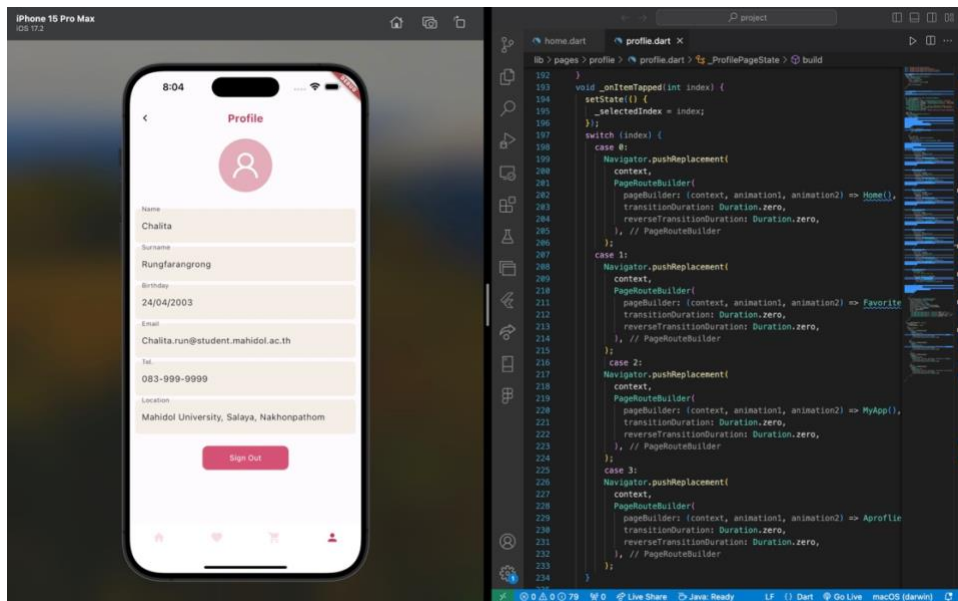 iPhone 15 Pro Max
iOS 17.2
8:04
Profile
Name
Chalita
Surname
Rungfarangrong
Birthday
24/04/2003
Email
Chalita.run@student.mahidol.ac.th
Tel.
083-999-9999
Location
Mahidol University, Salaya, Nakhonpathom
Sign Out
project
home.dart
proflie.dart
lib > pages > proflie > proflie.dart > _ProfilePageState > build
192 }
193 void _onItemTapped(int index) {
194 setState(() {
195 _selectedIndex = index;
196 });
197 switch (index) {
198 case 0:
199 Navigator.pushReplacement(
200 context,
201 PageRouteBuilder(
202 pageBuilder: (context, animation1, animation2) => Home(),
203 transitionDuration: Duration.zero,
204 reverseTransitionDuration: Duration.zero,
205 ), // PageRouteBuilder
206 );
207 case 1:
208 Navigator.pushReplacement(
209 context,
210 PageRouteBuilder(
211 pageBuilder: (context, animation1, animation2) => Favorite
212 transitionDuration: Duration.zero,
213 reverseTransitionDuration: Duration.zero,
214 ), // PageRouteBuilder
215 );
216 case 2:
217 Navigator.pushReplacement(
218 context,
219 PageRouteBuilder(
220 pageBuilder: (context, animation1, animation2) => MyApp(),
221 transitionDuration: Duration.zero,
222 reverseTransitionDuration: Duration.zero,
223 ), // PageRouteBuilder
224 );
225 case 3:
226 Navigator.pushReplacement(
227 context,
228 PageRouteBuilder(
229 pageBuilder: (context, animation1, animation2) => Aproflie
230 transitionDuration: Duration.zero,
231 reverseTransitionDuration: Duration.zero,
232 ), // PageRouteBuilder
233 );
234 }
0 0 79 0 Live Share Java: Ready LF {} Dart Go Live macOS (darwin)